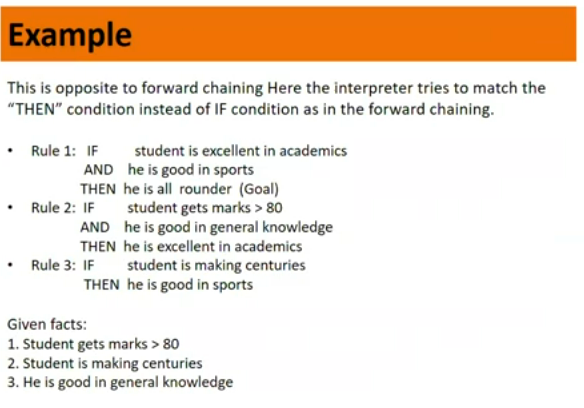 Example
This is opposite to forward chaining Here the interpreter tries to match the
“THEN” condition instead of IF condition as in the forward chaining.
• Rule 1: IF student is excellent in academics
AND he is good in sports
THEN he is all rounder (Goal)
• Rule 2: IF student gets marks > 80
AND he is good in general knowledge
THEN he is excellent in academics
• Rule 3: IF student is making centuries
THEN he is good in sports
Given facts:
1. Student gets marks > 80
2. Student is making centuries
3. He is good in general knowledge